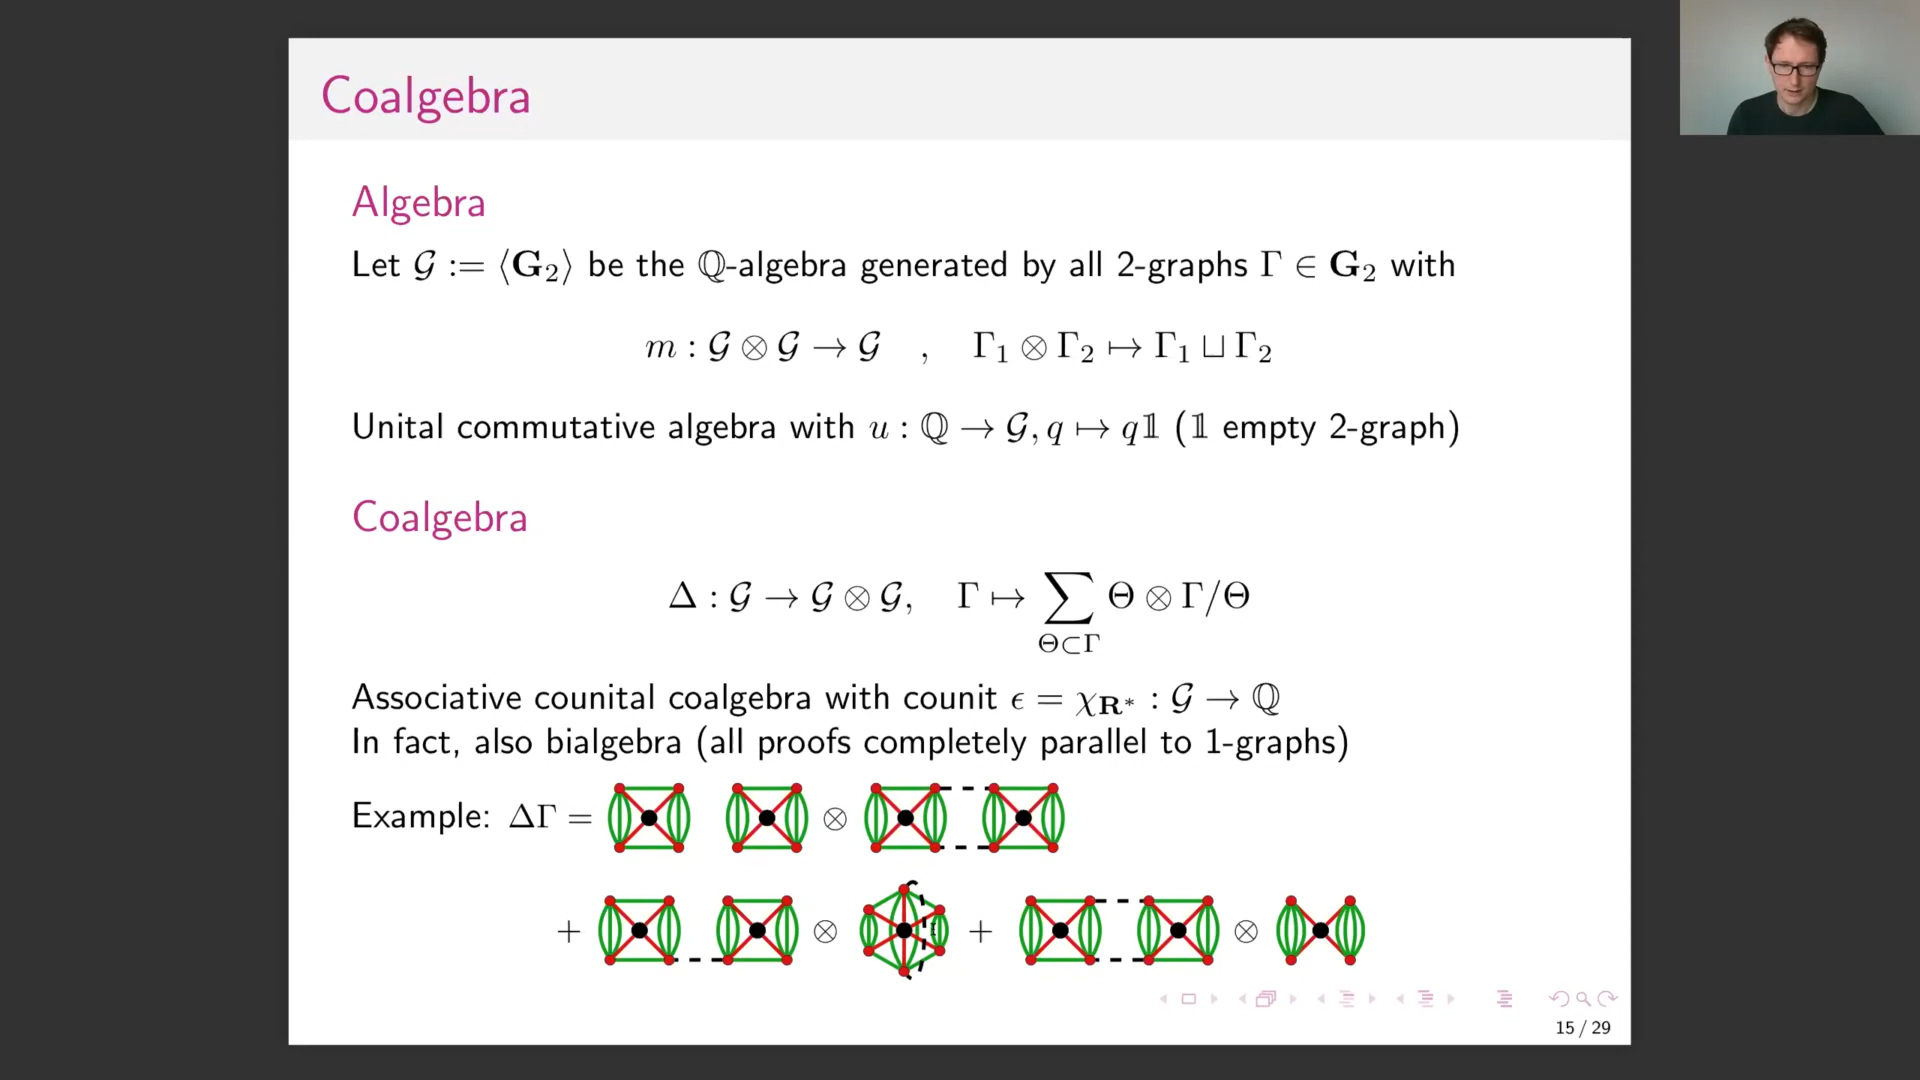 Coalgebra
Algebra
Let 𝒢 := ⟨𝐆₂⟩ be the ℚ-algebra generated by all 2-graphs Γ ∈ 𝐆₂ with
m : 𝒢 ⊗ 𝒢 → 𝒢 , Γ₁ ⊗ Γ₂ ↦ Γ₁ ⊔ Γ₂
Unital commutative algebra with u : ℚ → 𝒢, q ↦ q𝟙 (𝟙 empty 2-graph)
Coalgebra
Δ : 𝒢 → 𝒢 ⊗ 𝒢, Γ ↦ ∑ Θ ⊗ Γ/Θ
Θ⊂Γ
Associative counital coalgebra with counit ϵ = χ_𝐑* : 𝒢 → ℚ
In fact, also bialgebra (all proofs completely parallel to 1-graphs)
Example: ΔΓ = ⊗
+ ⊗ + ⊗
15 / 29